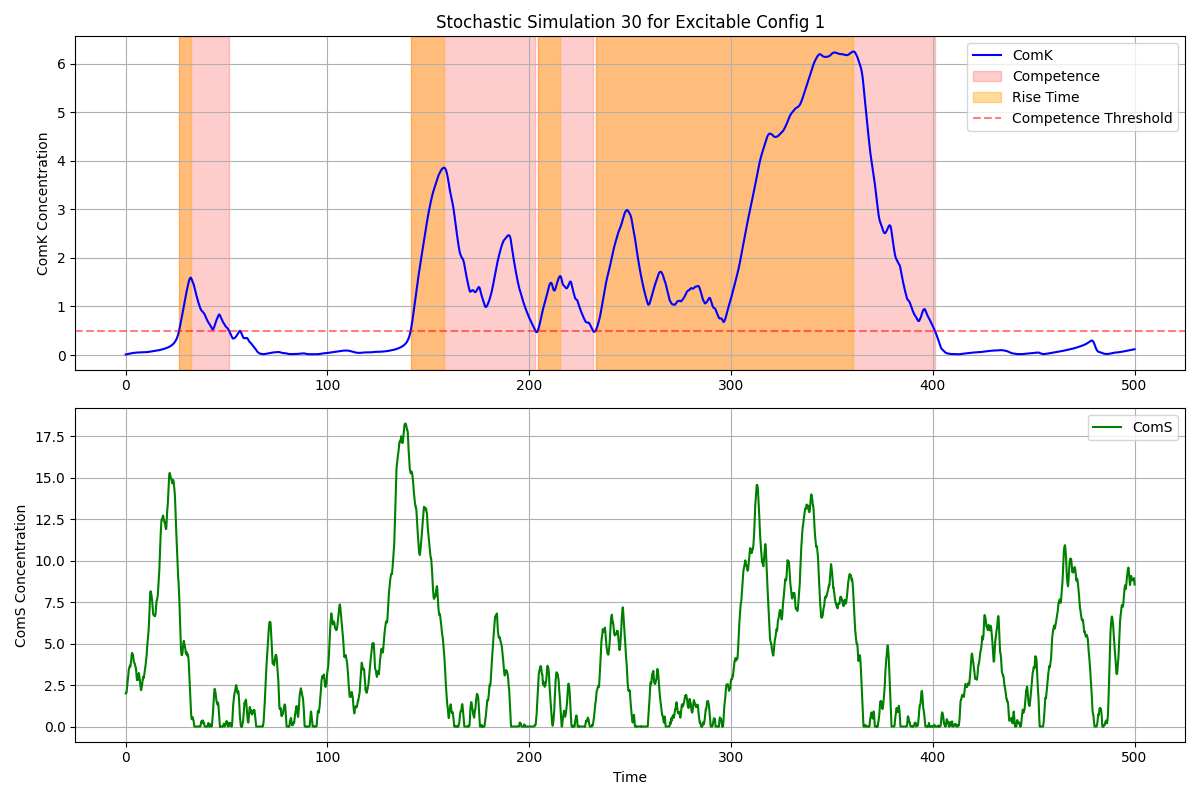 Stochastic Simulation 30 for Excitable Config 1
ComK Concentration
6
5
4
3
2
1
0
ComK
Competence
Rise Time
Competence Threshold
0 100 200 300 400 500
ComS Concentration
17.5
15.0
12.5
10.0
7.5
5.0
2.5
0.0
ComS
0 100 200 300 400 500
Time